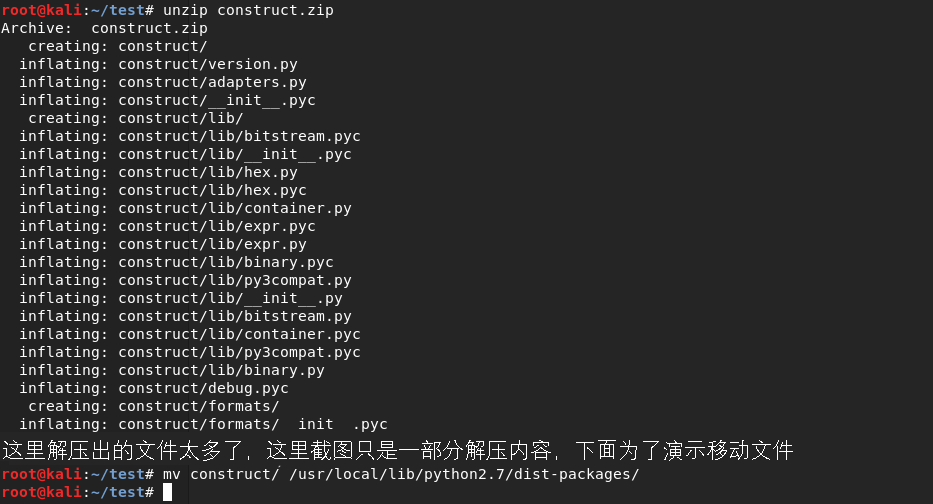 root@kali:~/test# unzip construct.zip
Archive:  construct.zip
   creating: construct/
  inflating: construct/version.py
  inflating: construct/adapters.py
  inflating: construct/__init__.pyc
   creating: construct/lib/
  inflating: construct/lib/bitstream.pyc
  inflating: construct/lib/__init__.pyc
  inflating: construct/lib/hex.py
  inflating: construct/lib/hex.pyc
  inflating: construct/lib/container.py
  inflating: construct/lib/expr.pyc
  inflating: construct/lib/expr.py
  inflating: construct/lib/binary.pyc
  inflating: construct/lib/py3compat.py
  inflating: construct/lib/__init__.py
  inflating: construct/lib/bitstream.py
  inflating: construct/lib/container.pyc
  inflating: construct/lib/py3compat.pyc
  inflating: construct/lib/binary.py
  inflating: construct/debug.pyc
   creating: construct/formats/
  inflating: construct/formats/  init  .pyc
这里解压出的文件太多了，这里截图只是一部分解压内容，下面为了演示移动文件
root@kali:~/test# mv construct/ /usr/local/lib/python2.7/dist-packages/
root@kali:~/test#